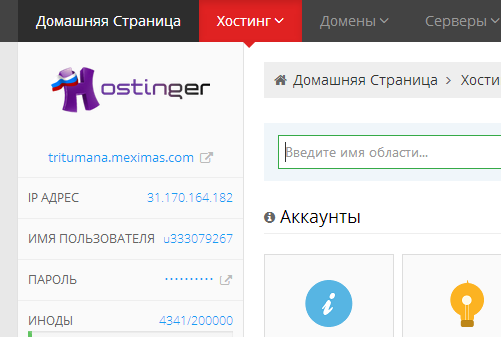 Домашняя Страница Хостинг Домены Серверы
Hostinger
tritumana.meximas.com
IP АДРЕС 31.170.164.182
ИМЯ ПОЛЬЗОВАТЕЛЯ u333079267
ПАРОЛЬ ··········
ИНОДЫ 4341/200000
Домашняя Страница > Хости
Введите имя области...
Аккаунты